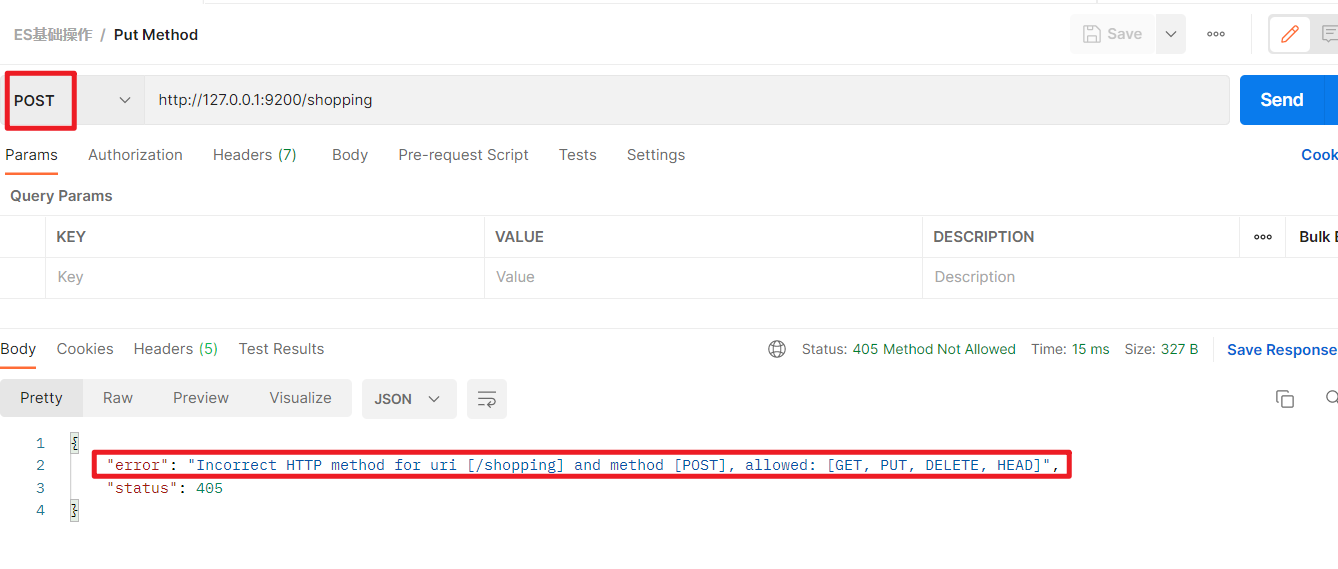 ES基础操作 / Put Method
Save
POST
http://127.0.0.1:9200/shopping
Send
Params Authorization Headers (7) Body Pre-request Script Tests Settings
Cook
Query Params
KEY VALUE DESCRIPTION ooo Bulk E
Key Value Description
Body Cookies Headers (5) Test Results
Status: 405 Method Not Allowed Time: 15 ms Size: 327 B Save Response
Pretty Raw Preview Visualize JSON
1 {
2 "error": "Incorrect HTTP method for uri [/shopping] and method [POST], allowed: [GET, PUT, DELETE, HEAD]",
3 "status": 405
4 }